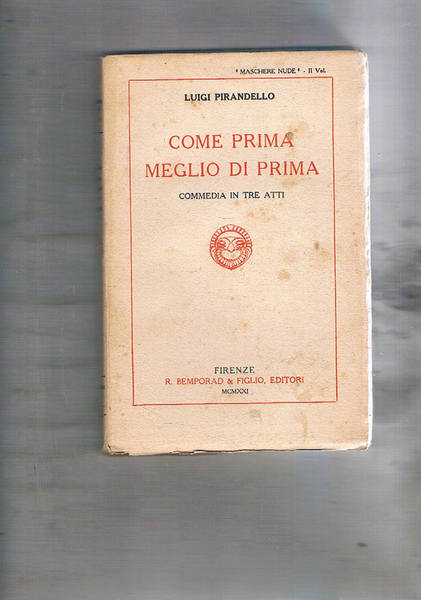 "MASCHERE NUDE" - II Vol.
LUIGI PIRANDELLO
COME PRIMA
MEGLIO DI PRIMA
COMMEDIA IN TRE ATTI
FIRENZE
R. BEMPORAD & FIGLIO, EDITORI
MCMXXI